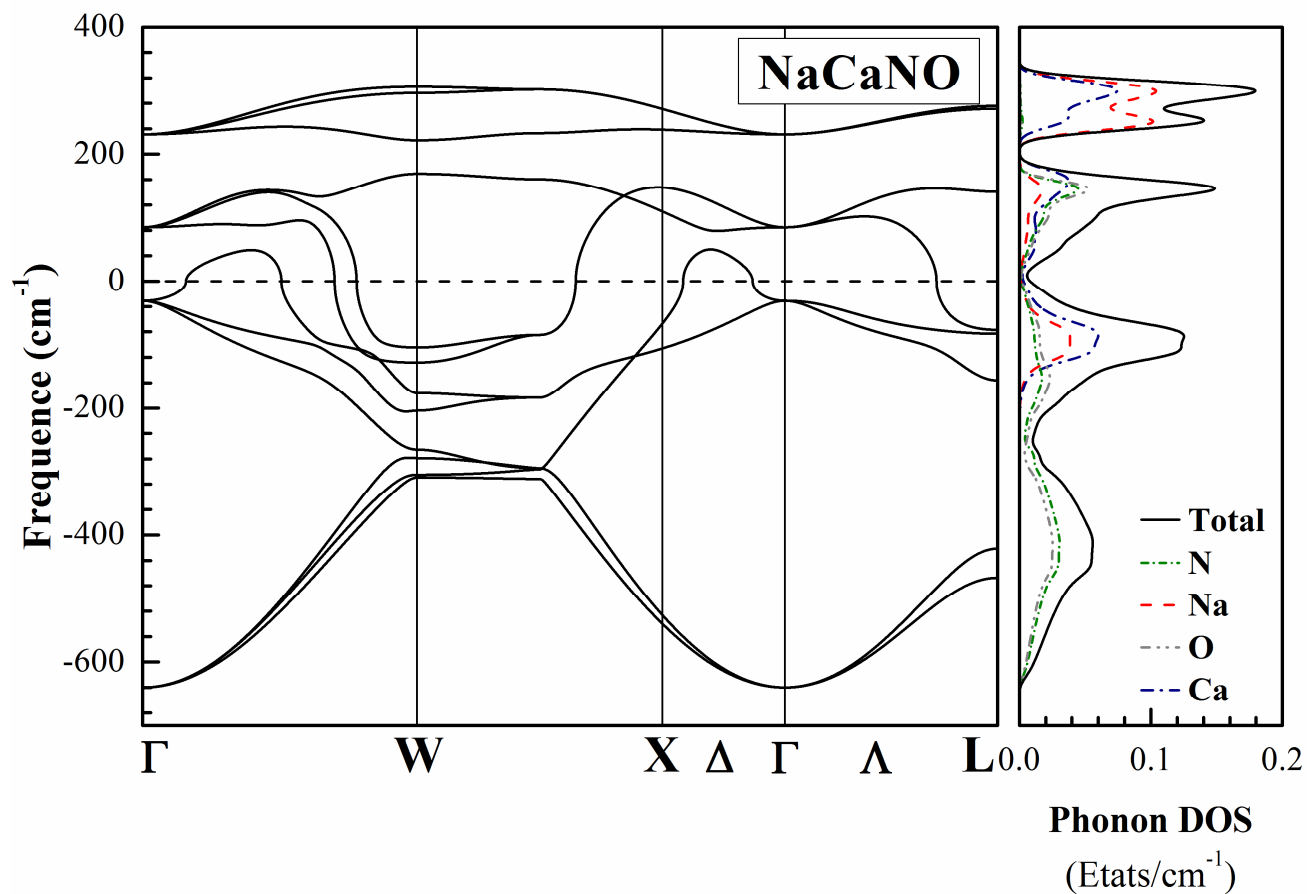 NaCaNO
400
200
0
-200
-400
-600
Frequence (cm⁻¹)
Γ W X Δ Γ Λ L
0.0 0.1 0.2
Total
N
Na
O
Ca
Phonon DOS
(Etats/cm⁻¹)